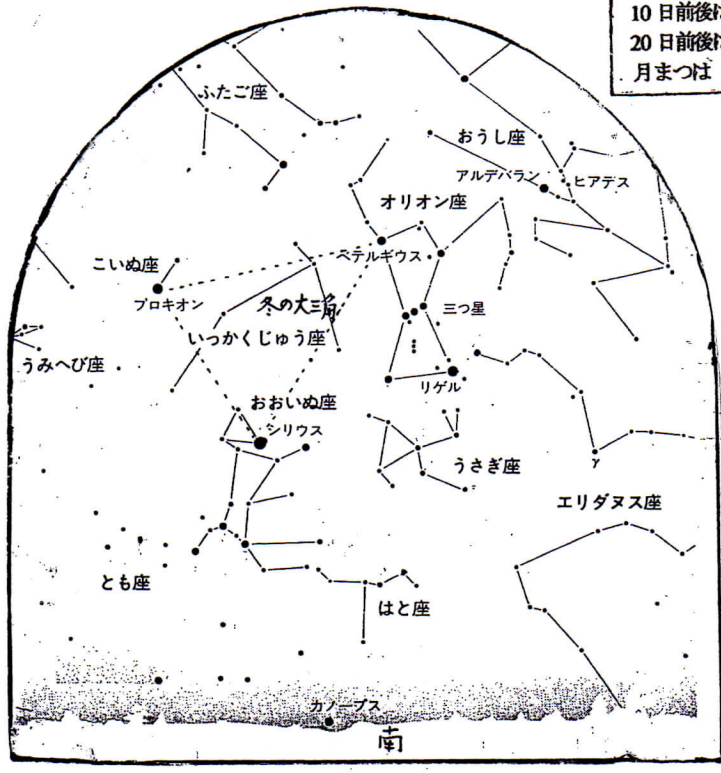 10日前後に
20日前後に
月まつは
ふたご座
おうし座
アルデバラン
ヒアデス
オリオン座
ベテルギウス
こいぬ座
プロキオン
冬の大三角
三つ星
いっかくじゅう座
うみへび座
リゲル
おおいぬ座
シリウス
うさぎ座
γ
エリダヌス座
とも座
はと座
カノープス
南